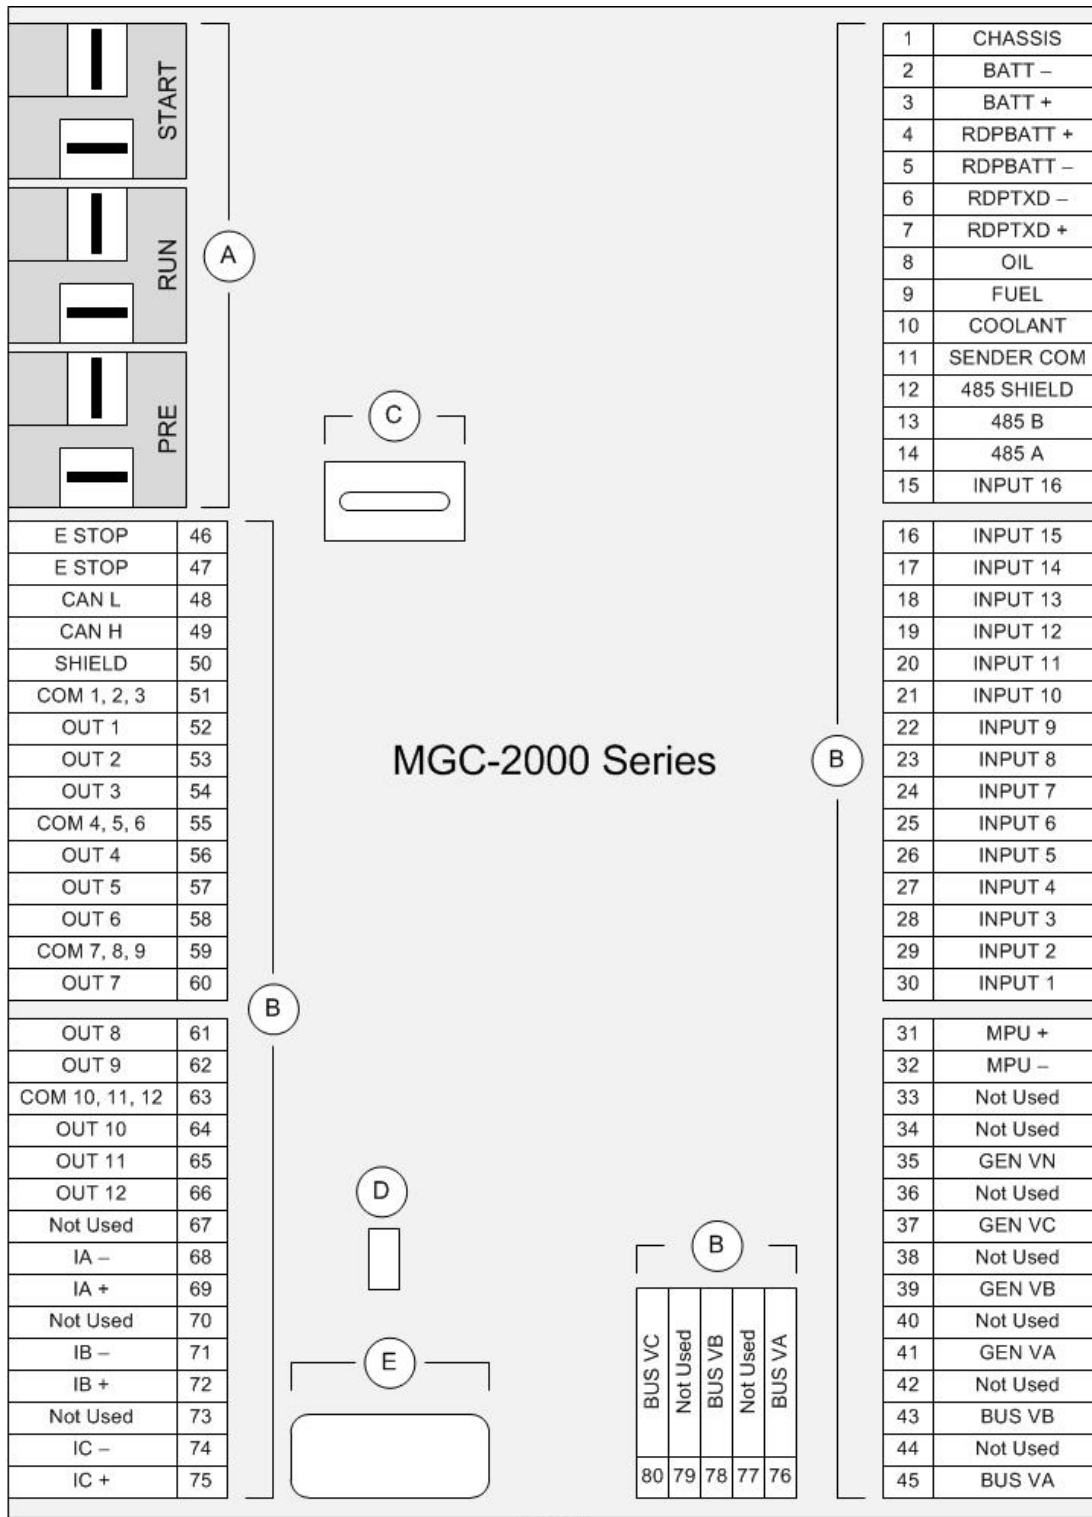 START
RUN
PRE
A
C
E STOP 46
E STOP 47
CAN L 48
CAN H 49
SHIELD 50
COM 1, 2, 3 51
OUT 1 52
OUT 2 53
OUT 3 54
COM 4, 5, 6 55
OUT 4 56
OUT 5 57
OUT 6 58
COM 7, 8, 9 59
OUT 7 60
OUT 8 61
OUT 9 62
COM 10, 11, 12 63
OUT 10 64
OUT 11 65
OUT 12 66
Not Used 67
IA – 68
IA + 69
Not Used 70
IB – 71
IB + 72
Not Used 73
IC – 74
IC + 75
B
MGC-2000 Series
D
E
B
BUS VC 80
Not Used 79
BUS VB 78
Not Used 77
BUS VA 76
B
1 CHASSIS
2 BATT –
3 BATT +
4 RDPBATT +
5 RDPBATT –
6 RDPTXD –
7 RDPTXD +
8 OIL
9 FUEL
10 COOLANT
11 SENDER COM
12 485 SHIELD
13 485 B
14 485 A
15 INPUT 16
16 INPUT 15
17 INPUT 14
18 INPUT 13
19 INPUT 12
20 INPUT 11
21 INPUT 10
22 INPUT 9
23 INPUT 8
24 INPUT 7
25 INPUT 6
26 INPUT 5
27 INPUT 4
28 INPUT 3
29 INPUT 2
30 INPUT 1
31 MPU +
32 MPU –
33 Not Used
34 Not Used
35 GEN VN
36 Not Used
37 GEN VC
38 Not Used
39 GEN VB
40 Not Used
41 GEN VA
42 Not Used
43 BUS VB
44 Not Used
45 BUS VA